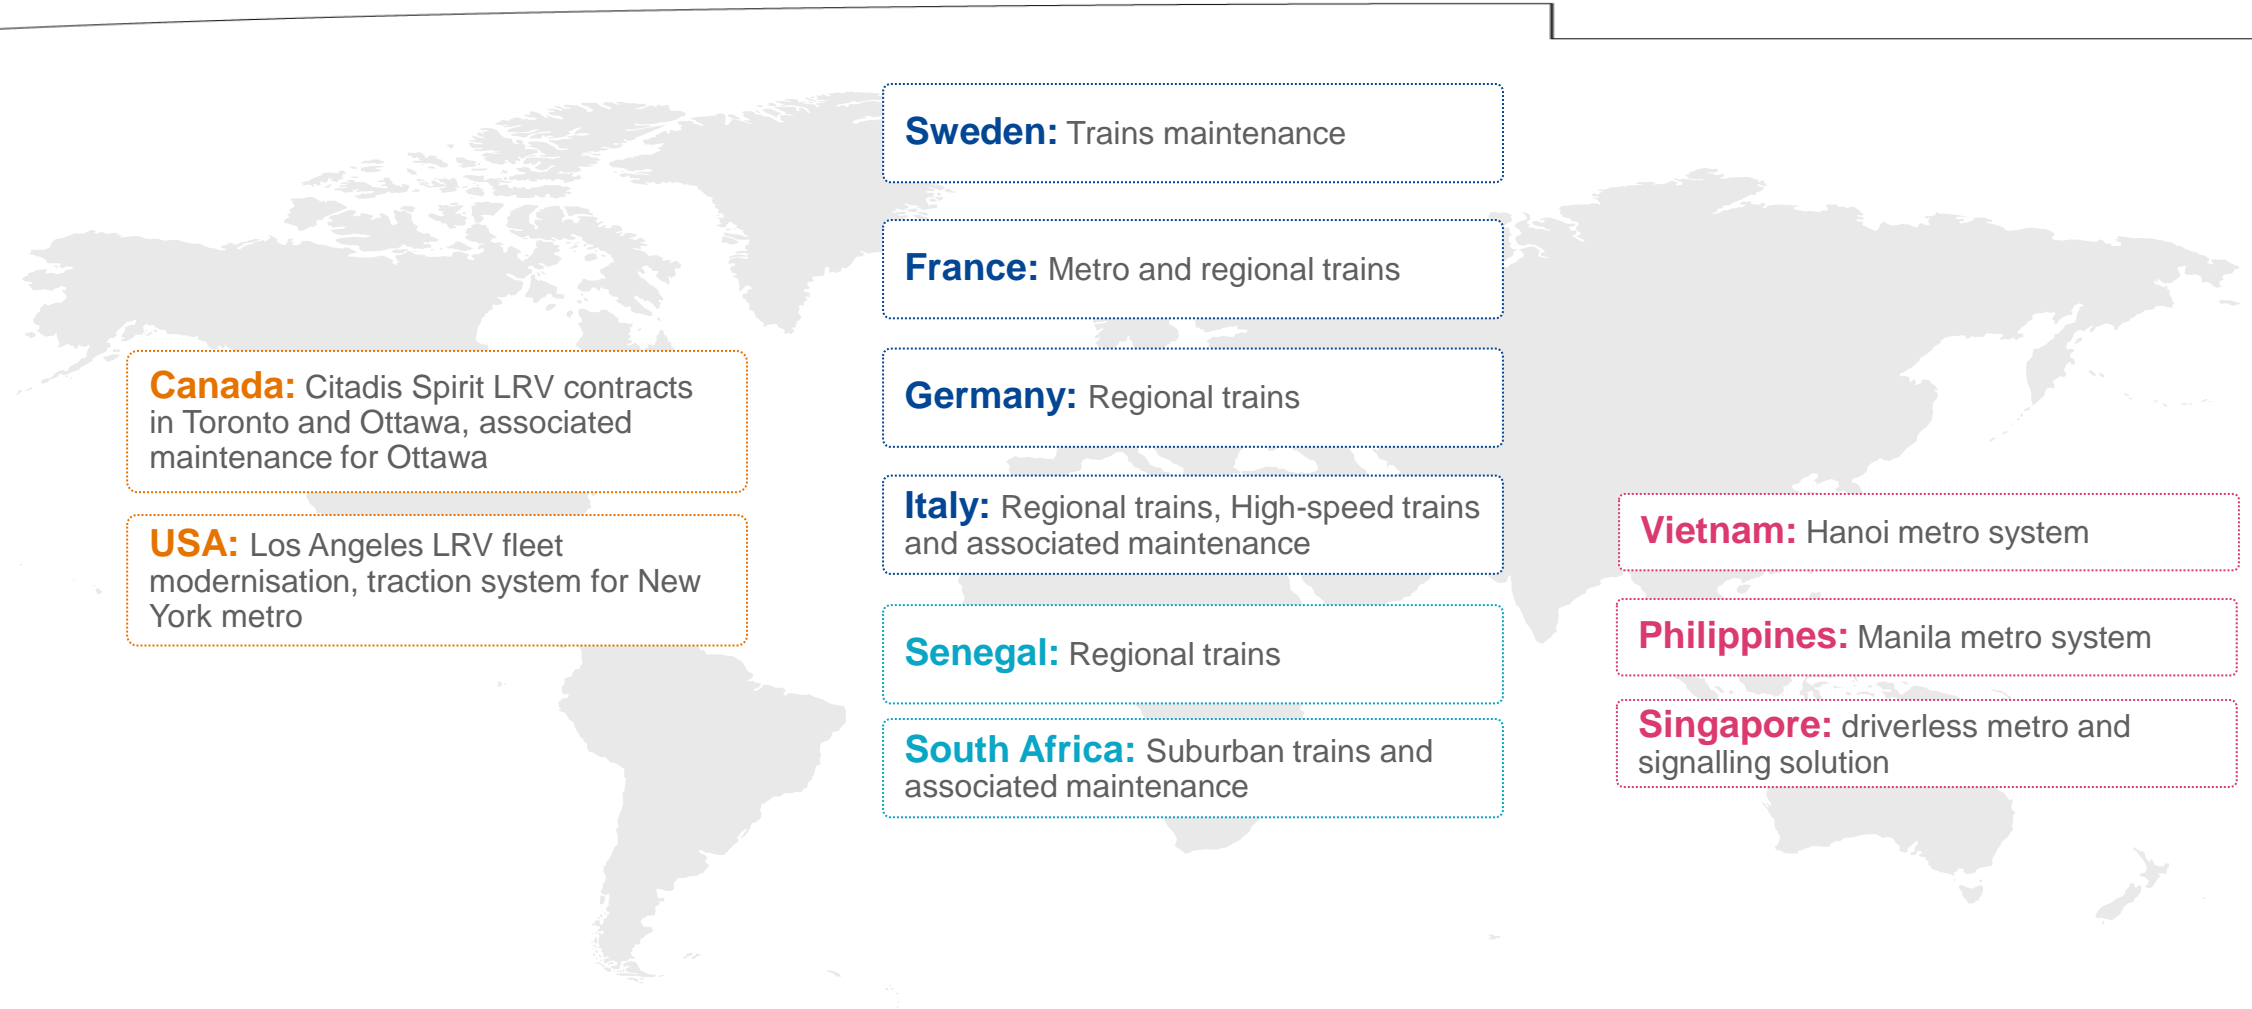 Sweden: Trains maintenance
France: Metro and regional trains
Germany: Regional trains
Italy: Regional trains, High-speed trains
and associated maintenance
Senegal: Regional trains
South Africa: Suburban trains and
associated maintenance
Canada: Citadis Spirit LRV contracts
in Toronto and Ottawa, associated
maintenance for Ottawa
USA: Los Angeles LRV fleet
modernisation, traction system for New
York metro
Vietnam: Hanoi metro system
Philippines: Manila metro system
Singapore: driverless metro and
signalling solution